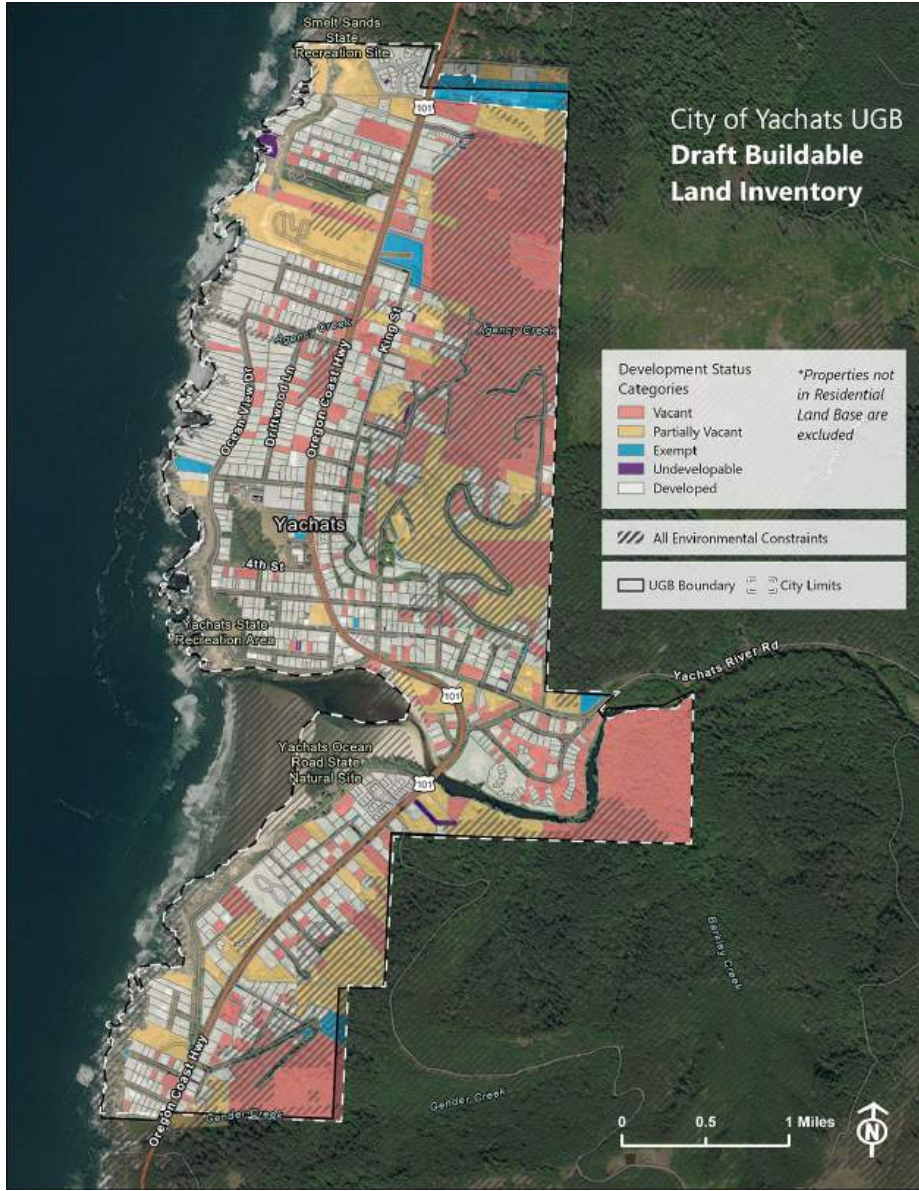 Smelt Sands
State
Recreation Site
101
City of Yachats UGB
Draft Buildable
Land Inventory
Agency Creek
King St
Agency Creek
Ocean View Dr
Driftwood Ln
Oregon Coast Hwy
Development Status
Categories
*Properties not
in Residential
Land Base are
excluded
Vacant
Partially Vacant
Exempt
Undevelopable
Developed
All Environmental Constraints
UGB Boundary
City Limits
Yachats
4th St
Yachats State
Recreation Area
Yachats River Rd
101
Yachats Ocean
Road State
Natural Site
101
Berkley Creek
Oregon Coast Hwy
Gender Creek
Gender Creek
0 0.5 1 Miles
N